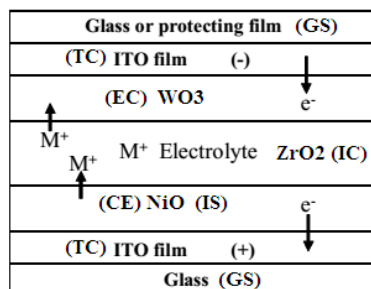 Glass or protecting film (GS)
(TC) ITO film (-)
(EC) WO3 e-
M+
M+ M+ Electrolyte ZrO2 (IC)
(CE) NiO (IS) e-
(TC) ITO film (+)
Glass (GS)